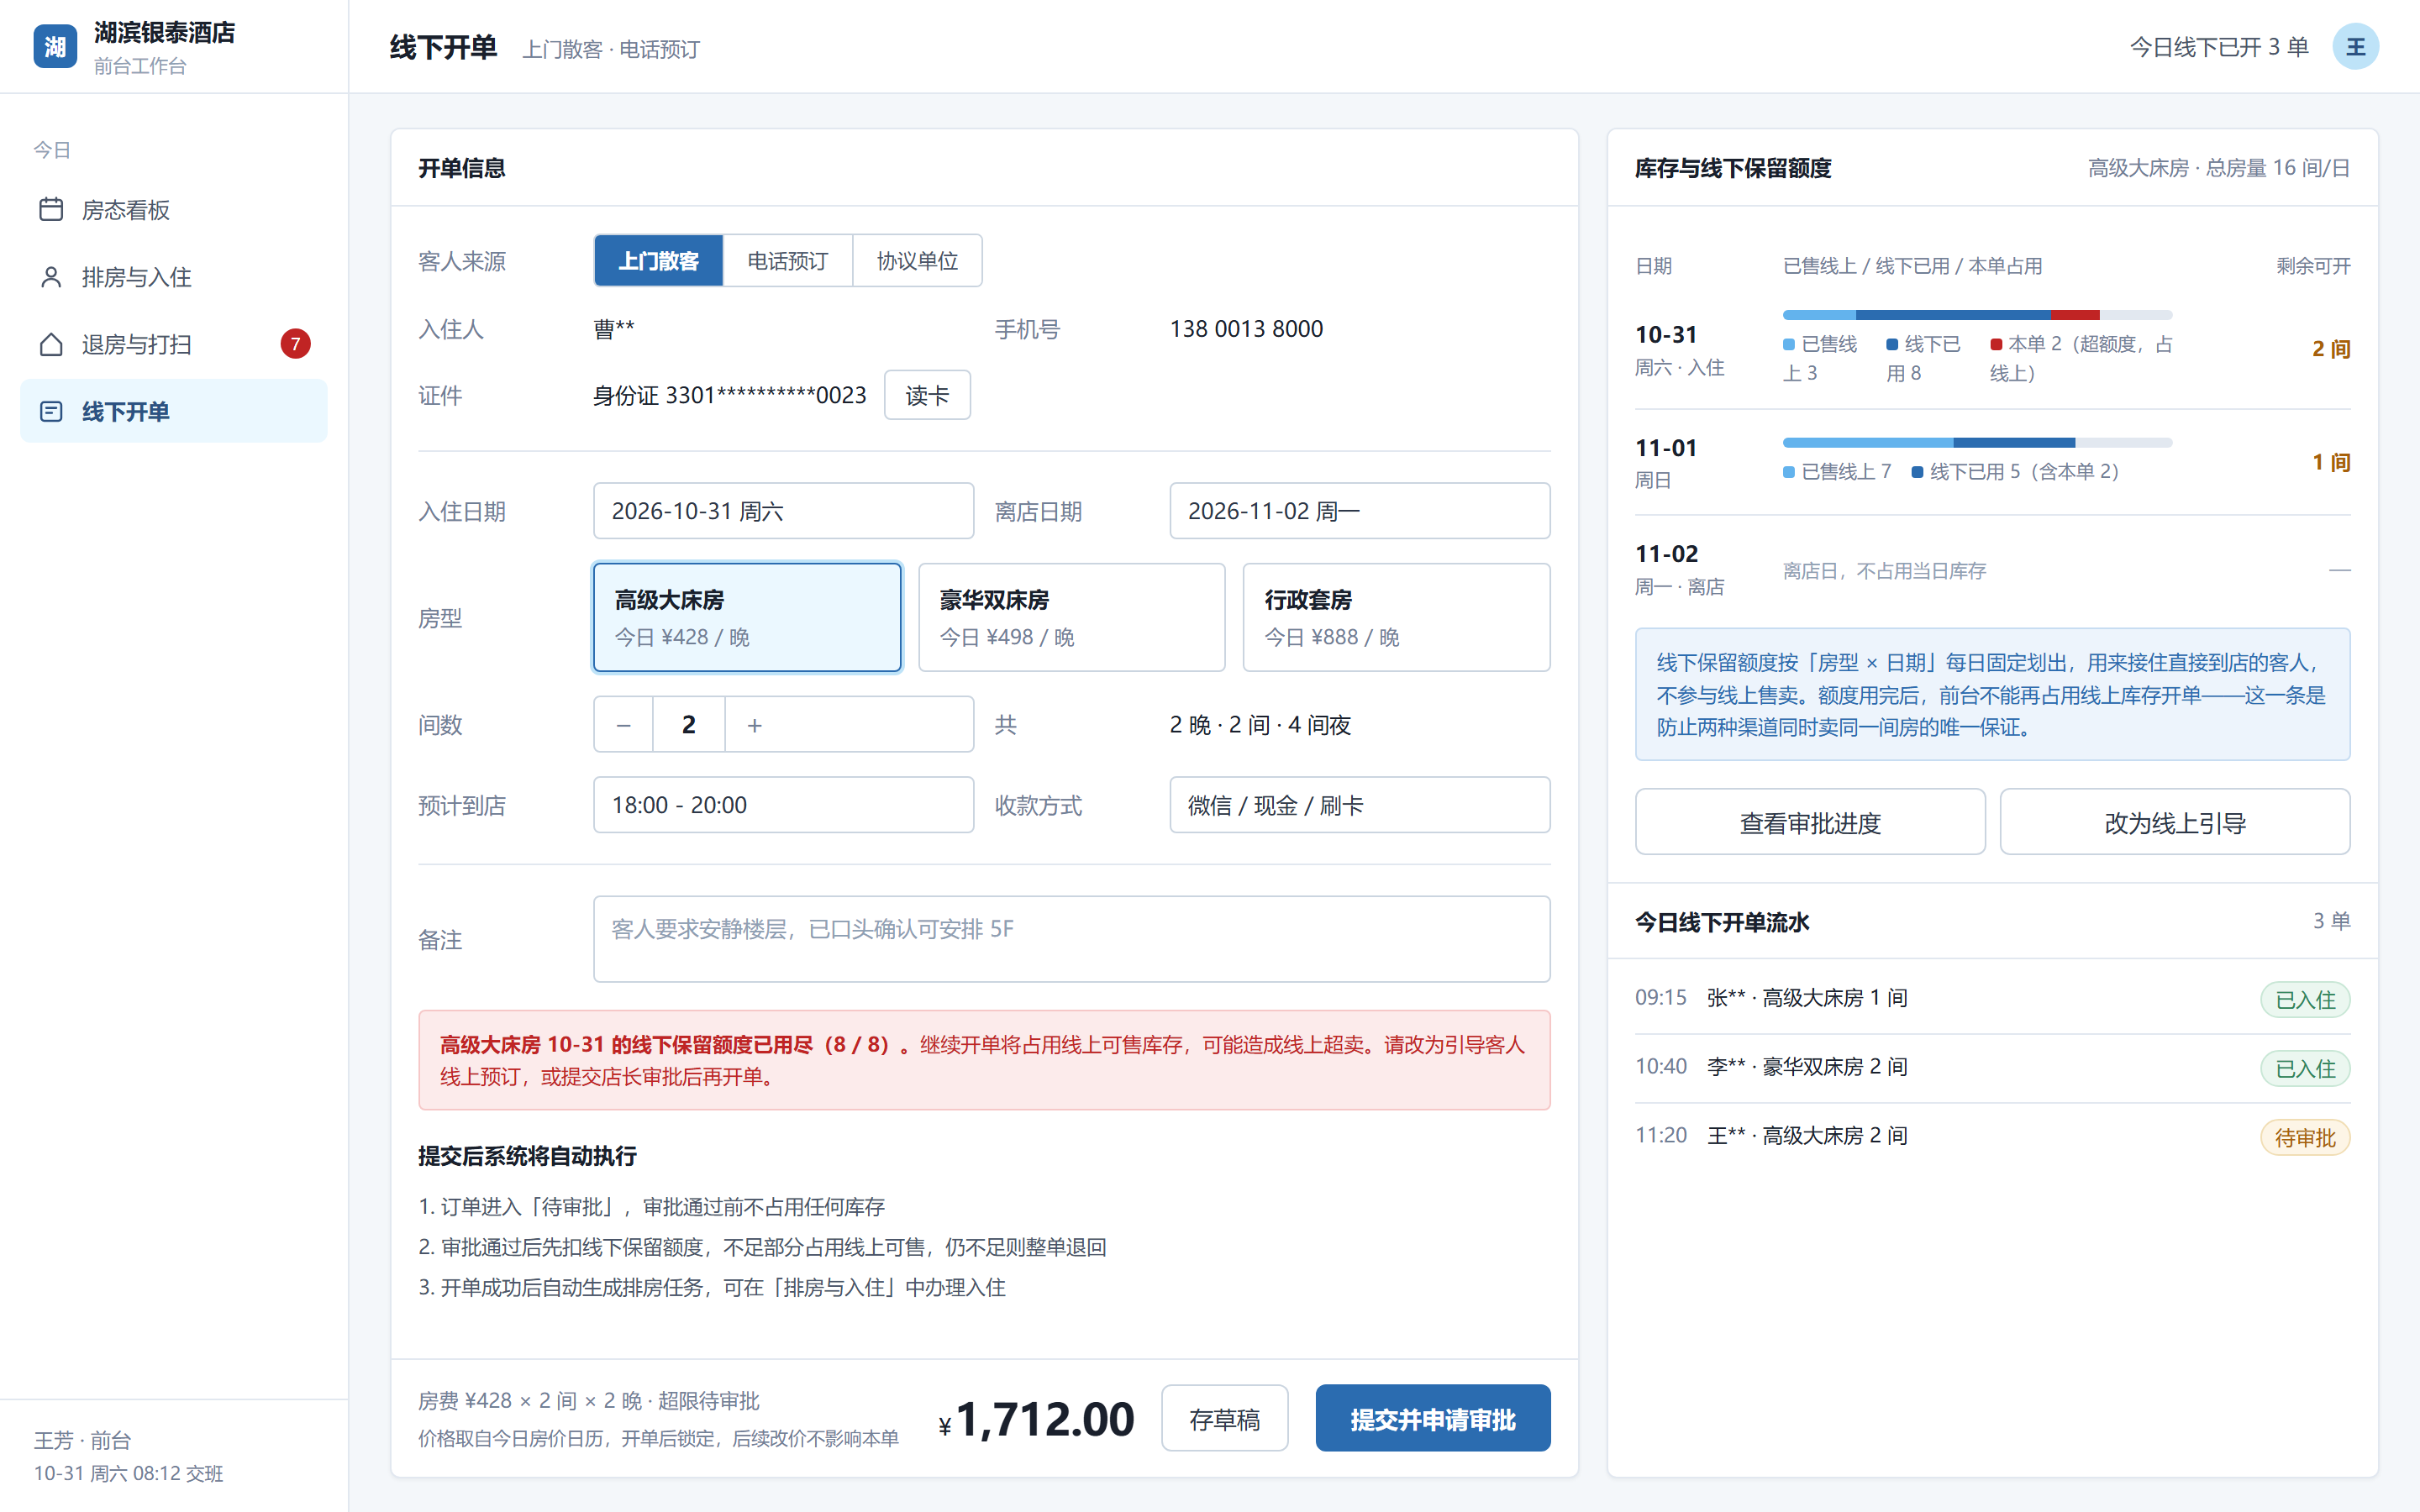 湖
湖滨银泰酒店
前台工作台
今日
房态看板
排房与入住
退房与打扫
7
线下开单
王芳 · 前台
10-31 周六 08:12 交班
线下开单
上门散客 · 电话预订
今日线下已开 3 单
王
开单信息
客人来源
上门散客
电话预订
协议单位
入住人
曹**
手机号
138 0013 8000
证件
身份证 3301**********0023
读卡
入住日期
2026-10-31 周六
离店日期
2026-11-02 周一
房型
高级大床房
今日 ¥428 / 晚
豪华双床房
今日 ¥498 / 晚
行政套房
今日 ¥888 / 晚
间数
−
2
+
共
2 晚 · 2 间 · 4 间夜
预计到店
18:00 - 20:00
收款方式
微信 / 现金 / 刷卡
备注
客人要求安静楼层，已口头确认可安排 5F
高级大床房 10-31 的线下保留额度已用尽（8 / 8）。继续开单将占用线上可售库存，可能造成线上超卖。请改为引导客人
线上预订，或提交店长审批后再开单。
提交后系统将自动执行
1. 订单进入「待审批」，审批通过前不占用任何库存
2. 审批通过后先扣线下保留额度，不足部分占用线上可售，仍不足则整单退回
3. 开单成功后自动生成排房任务，可在「排房与入住」中办理入住
房费 ¥428 × 2 间 × 2 晚 · 超限待审批
价格取自今日房价日历，开单后锁定，后续改价不影响本单
¥1,712.00
存草稿
提交并申请审批
库存与线下保留额度
高级大床房 · 总房量 16 间/日
日期
已售线上 / 线下已用 / 本单占用
剩余可开
10-31
周六 · 入住
已售线
上 3
线下已
用 8
本单 2（超额度，占
线上）
2 间
11-01
周日
已售线上 7
线下已用 5（含本单 2）
1 间
11-02
周一 · 离店
离店日，不占用当日库存
—
线下保留额度按「房型 × 日期」每日固定划出，用来接住直接到店的客人，
不参与线上售卖。额度用完后，前台不能再占用线上库存开单——这一条是
防止两种渠道同时卖同一间房的唯一保证。
查看审批进度
改为线上引导
今日线下开单流水
3 单
09:15 张** · 高级大床房 1 间
已入住
10:40 李** · 豪华双床房 2 间
已入住
11:20 王** · 高级大床房 2 间
待审批